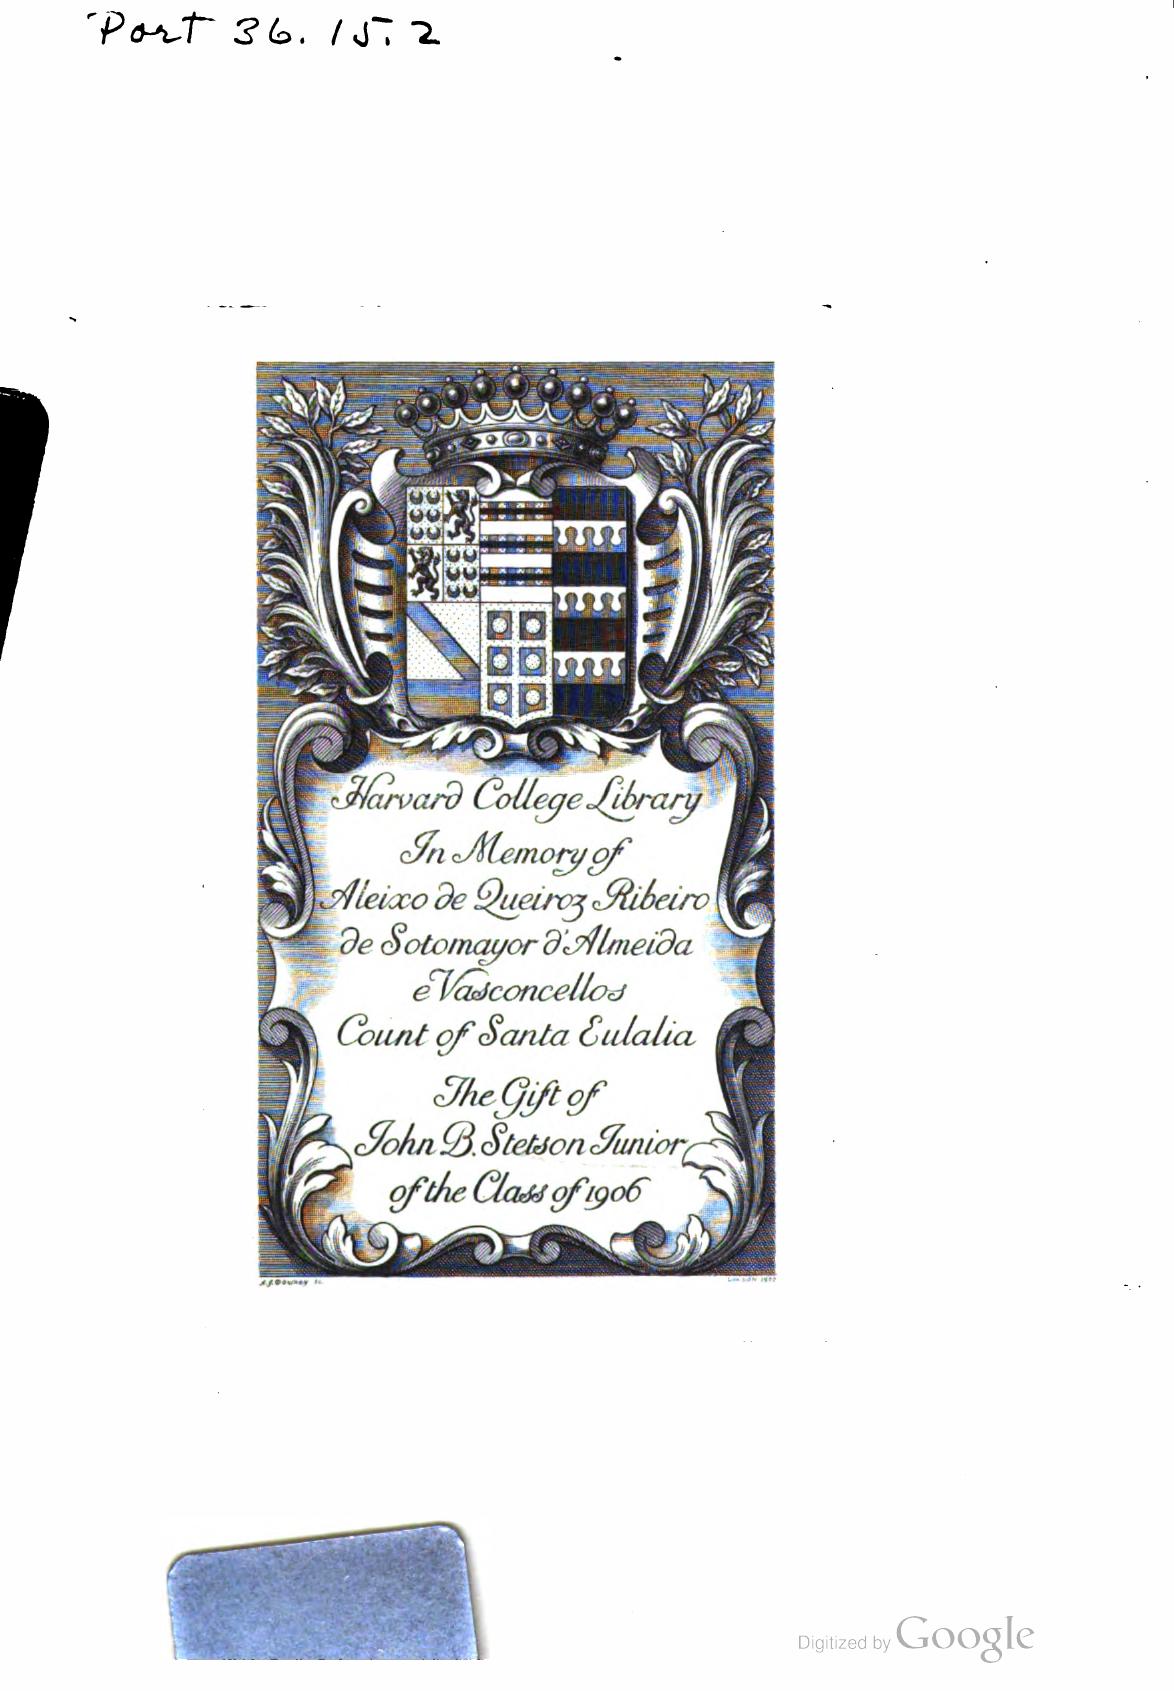 Port 36.15.2
Harvard College Library
In Memory of
Aleixo de Queiroz Ribeiro
de Sotomayor d'Almeida
e Vasconcellos
Count of Santa Eulalia
The Gift of
John B. Stetson Junior
of the Class of 1906
Digitized by Google